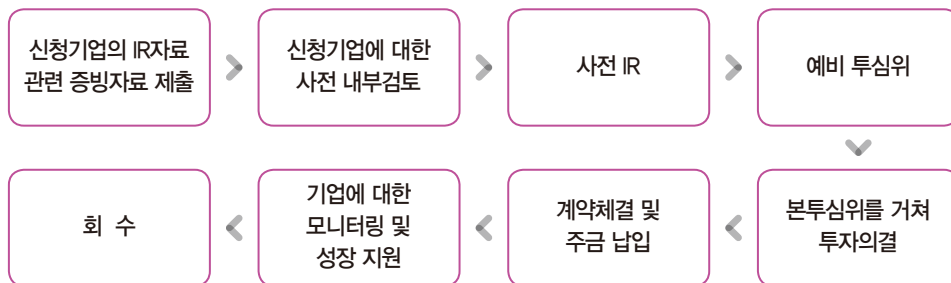 신청기업의 IR자료
관련 증빙자료 제출
신청기업에 대한
사전 내부검토
사전 IR
예비 투심위
본투심위를 거쳐
투자의결
계약체결 및
주금 납입
기업에 대한
모니터링 및
성장 지원
회 수